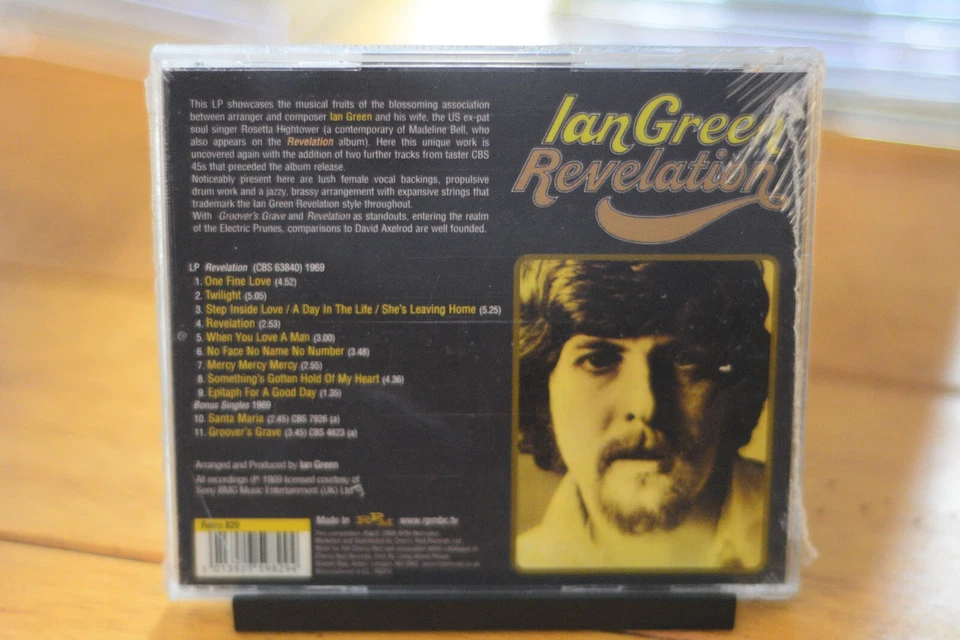 This LP showcases the musical fruits of the blossoming association
between arranger and composer Ian Green and his wife, the US ex-pat
soul singer Rosetta Hightower (a contemporary of Madeline Bell, who
also appears on the Revelation album). Here this unique work is
uncovered again with the addition of two further tracks from taster CBS
45s that preceded the album release.
Noticeably present here are lush female vocal backings, propulsive
drum work and a jazzy, brassy arrangement with expansive strings that
trademark the Ian Green Revelation style throughout.
With Groover's Grave and Revelation as standouts, entering the realm
of the Electric Prunes, comparisons to David Axelrod are well founded.
Ian Green
Revelation
LP Revelation (CBS 63840) 1969
1. One Fine Love (4.52)
2. Twilight (5.05)
3. Step Inside Love / A Day In The Life / She's Leaving Home (5.25)
4. Revelation (2.53)
5. When You Love A Man (3.00)
6. No Face No Name No Number (3.48)
7. Mercy Mercy Mercy (2.55)
8. Something's Gotten Hold Of My Heart (4.36)
9. Epitaph For A Good Day (1.35)
Bonus Singles 1969
10. Santa Maria (2.45) CBS 7926 (a)
11. Groover's Grave (3.45) CBS 4623 (a)
Arranged and Produced by Ian Green
All recordings ℗ 1969 licensed courtesy of
Sony BMG Music Entertainment (UK) Ltd
Retro 829
Made in RPM www.rpmbc.tv